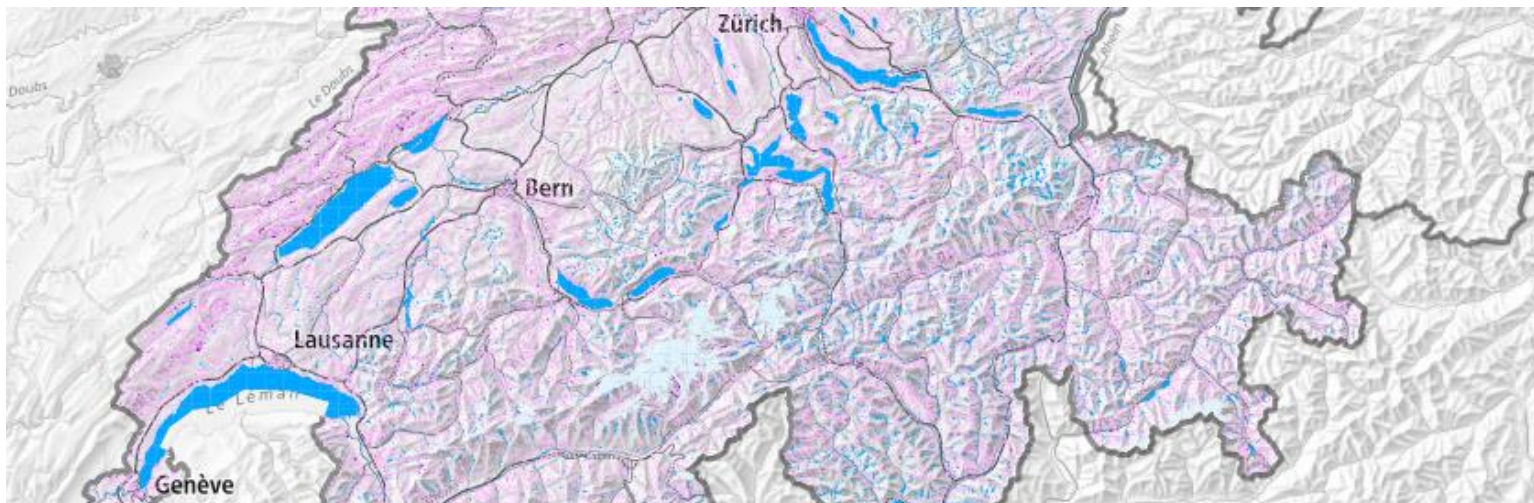 Zürich
Doubs
Le Doubs
Bern
Lausanne
Le Léman
Genève